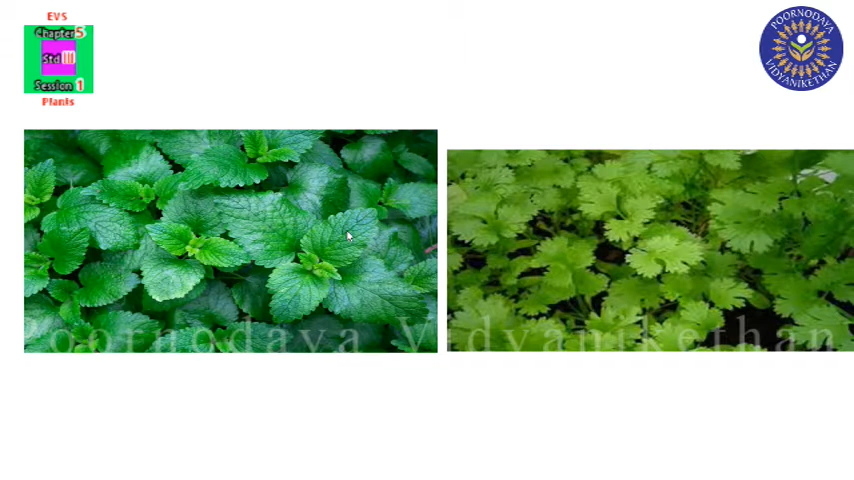 EVS
Chapter 5
Std III
Session 1
Plants
POORNODAYA
VIDYANIKETHAN
Poornodaya Vidyanikethan